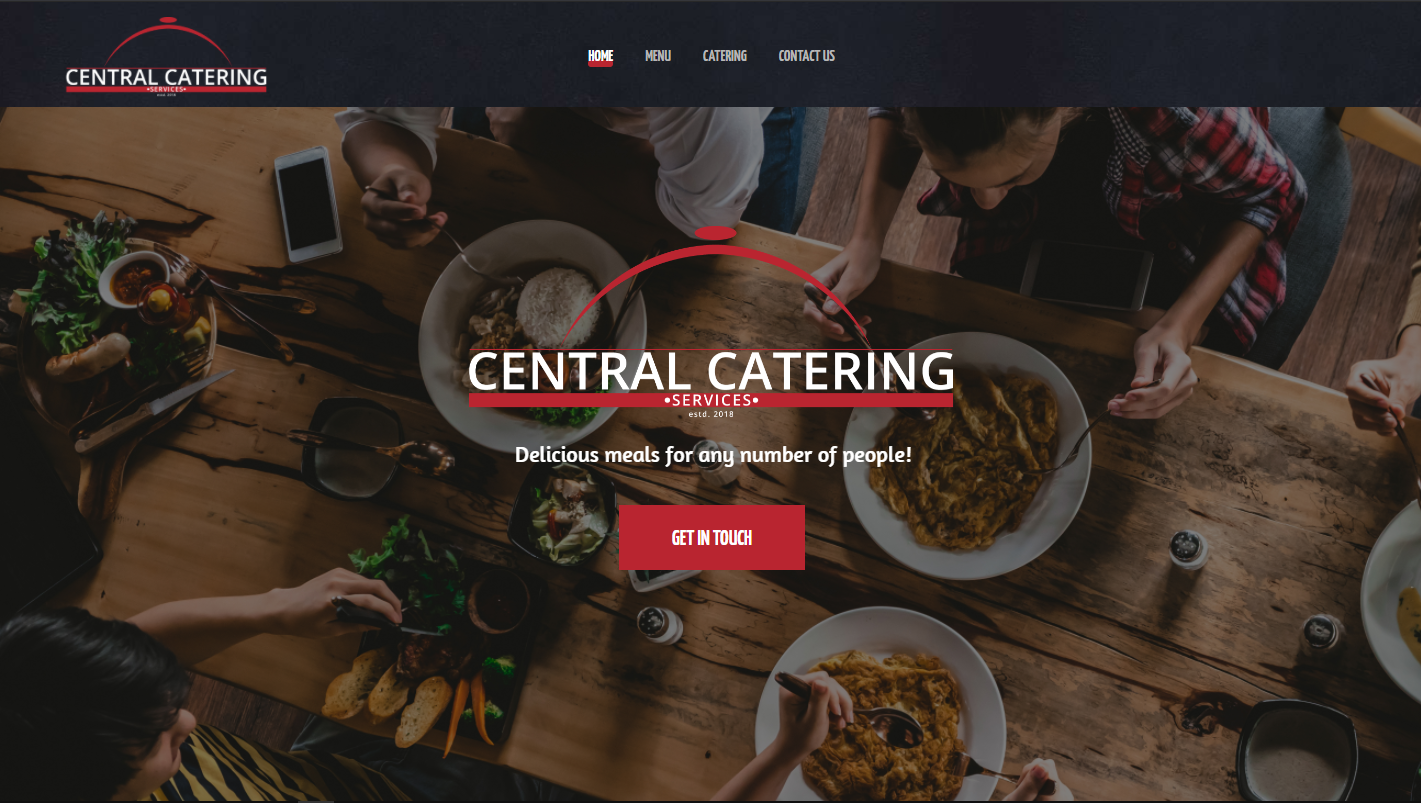 CENTRAL CATERING
•SERVICES•
estd. 2018
HOME MENU CATERING CONTACT US
CENTRAL CATERING
•SERVICES•
estd. 2018
Delicious meals for any number of people!
GET IN TOUCH